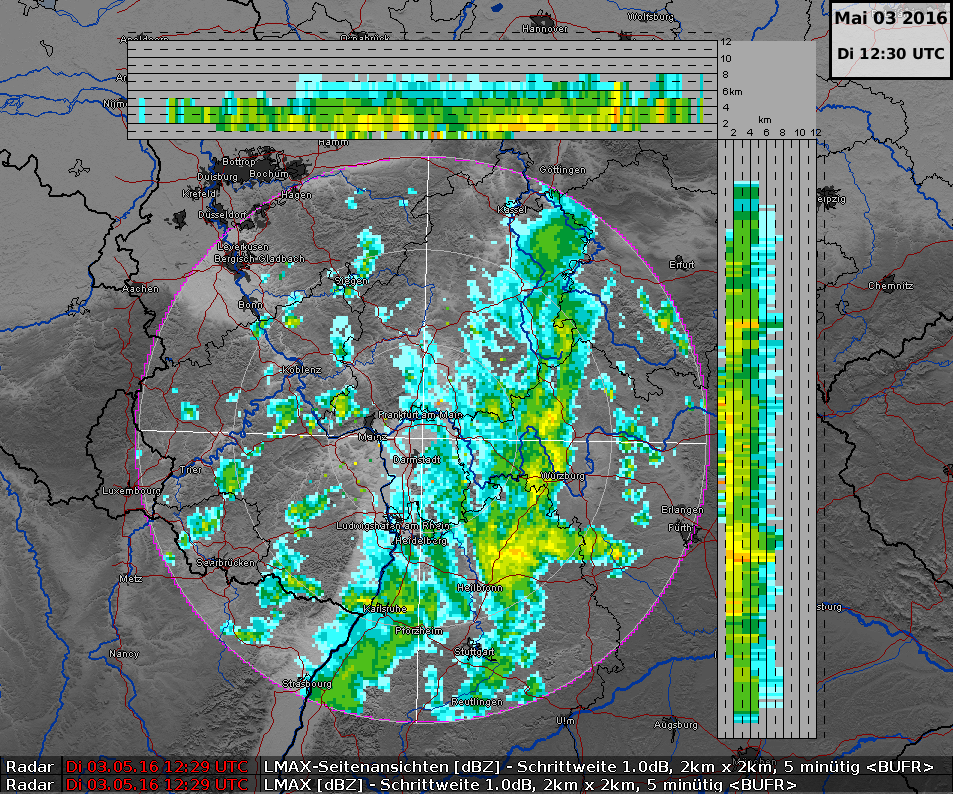 Mai 03 2016
Di 12:30 UTC
Wolfsburg
Hannover
12
10
8
6km
4
2
Hamm
km
2 4 6 8 10 12
Göttingen
Bottrop
Duisburg
Bochum
Krefeld
Hagen
Kassel
Düsseldorf
Leverkusen
Bergisch-Gladbach
Erfurt
Aachen
Siegen
Chemnitz
Bonn
Koblenz
Frankfurt am Main
Mainz
Darmstadt
Trier
Würzburg
Luxembourg
Erlangen
Ludwigshafen am Rhein
Fürth
Heidelberg
Saarbrücken
Metz
Heilbronn
Karlsruhe
sburg
Pforzheim
Nancy
Stuttgart
Strasbourg
Reutlingen
Ulm
Augsburg
Radar Di 03.05.16 12:29 UTC LMAX-Seitenansichten [dBZ] - Schrittweite 1.0dB, 2km x 2km, 5 minütig <BUFR>
Radar Di 03.05.16 12:29 UTC LMAX [dBZ] - Schrittweite 1.0dB, 2km x 2km, 5 minütig <BUFR>